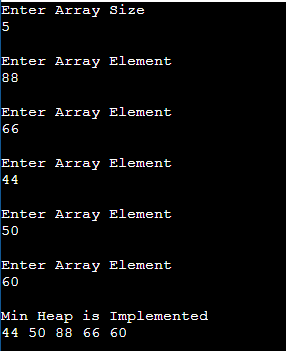 Enter Array Size
5
Enter Array Element
88
Enter Array Element
66
Enter Array Element
44
Enter Array Element
50
Enter Array Element
60
Min Heap is Implemented
44 50 88 66 60